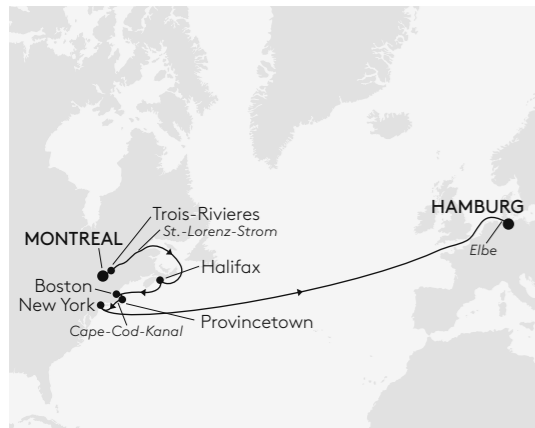 Trois-Rivieres
St.-Lorenz-Strom
MONTREAL
Halifax
Boston
New York
Cape-Cod-Kanal
Provincetown
HAMBURG
Elbe